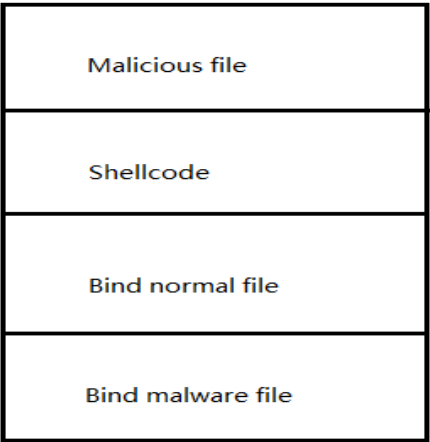 Malicious file
Shellcode
Bind normal file
Bind malware file